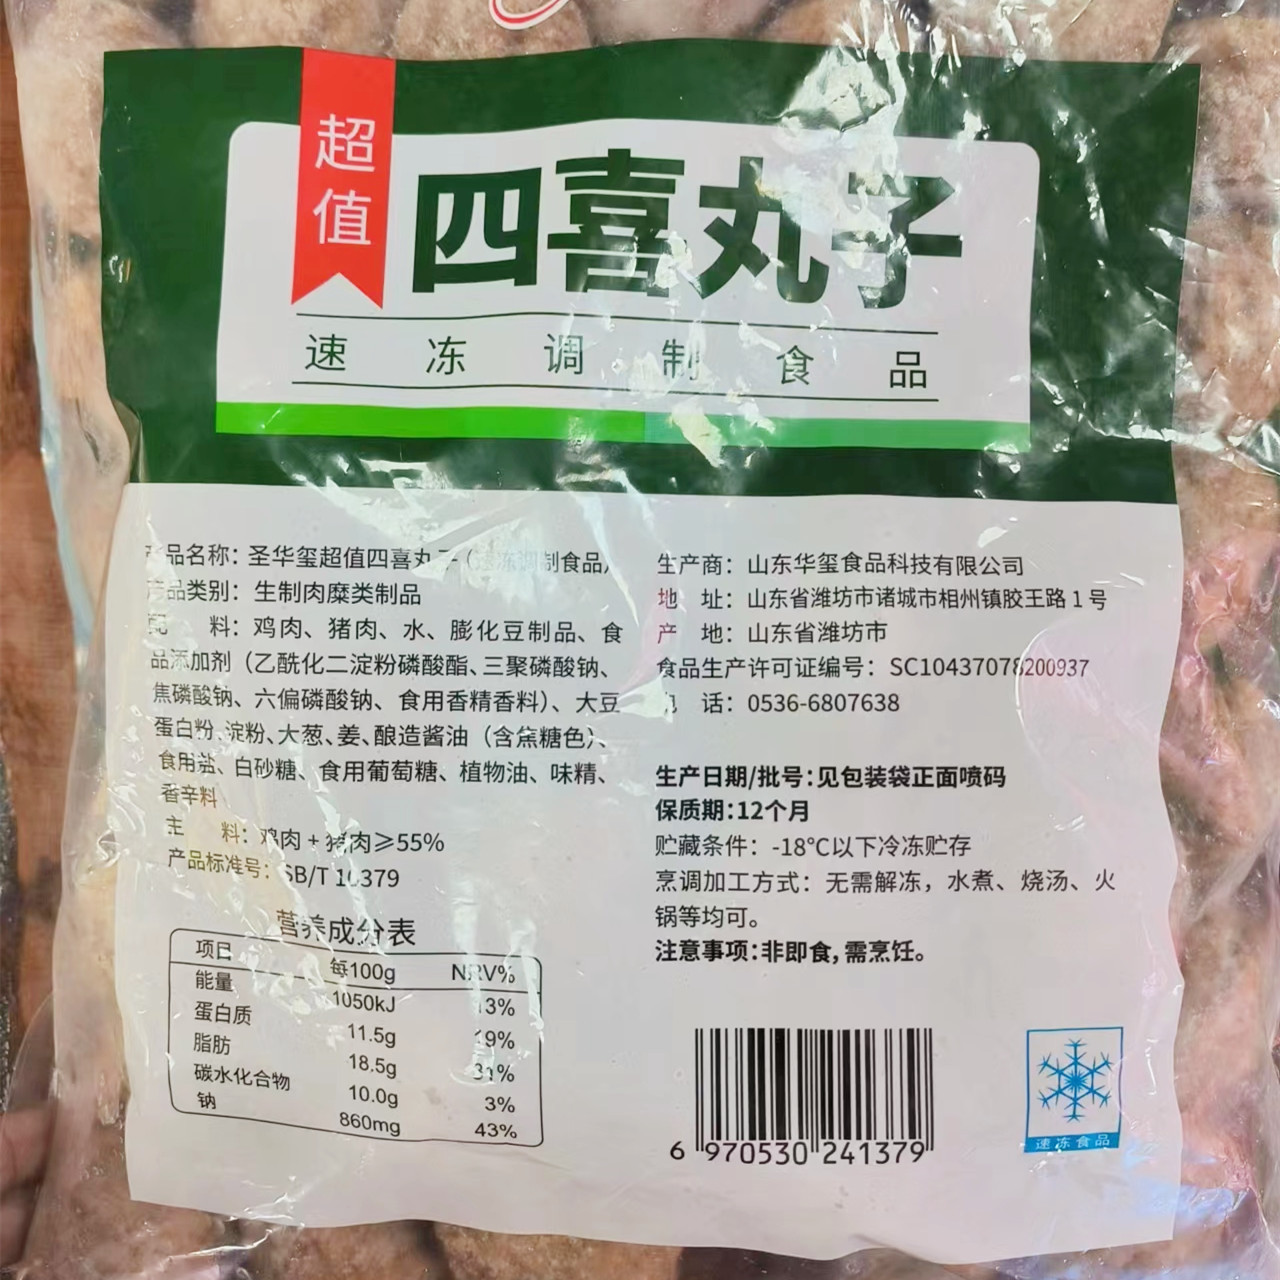 超值
四喜丸子
速冻调制食品
产品名称：圣华玺超值四喜丸子（速冻调制食品）
产品类别：生制肉糜类制品
配　　料：鸡肉、猪肉、水、膨化豆制品、食
品添加剂（乙酰化二淀粉磷酸酯、三聚磷酸钠、
焦磷酸钠、六偏磷酸钠、食用香精香料）、大豆
蛋白粉、淀粉、大葱、姜、酿造酱油（含焦糖色）、
食用盐、白砂糖、食用葡萄糖、植物油、味精、
香辛料
主　　料：鸡肉＋猪肉≥55%
产品标准号：SB/T 10379
营养成分表
项目　每100g　NRV%
能量　1050kJ　13%
蛋白质　11.5g　19%
脂肪　18.5g　31%
碳水化合物　10.0g　3%
钠　860mg　43%
生产商：山东华玺食品科技有限公司
地　址：山东省潍坊市诸城市相州镇胶王路1号
产　地：山东省潍坊市
食品生产许可证编号：SC10437078200937
电　话：0536-6807638
生产日期/批号：见包装袋正面喷码
保质期：12个月
贮藏条件：-18℃以下冷冻贮存
烹调加工方式：无需解冻，水煮、烧汤、火
锅等均可。
注意事项：非即食，需烹饪。
6 970530 241379
速冻食品